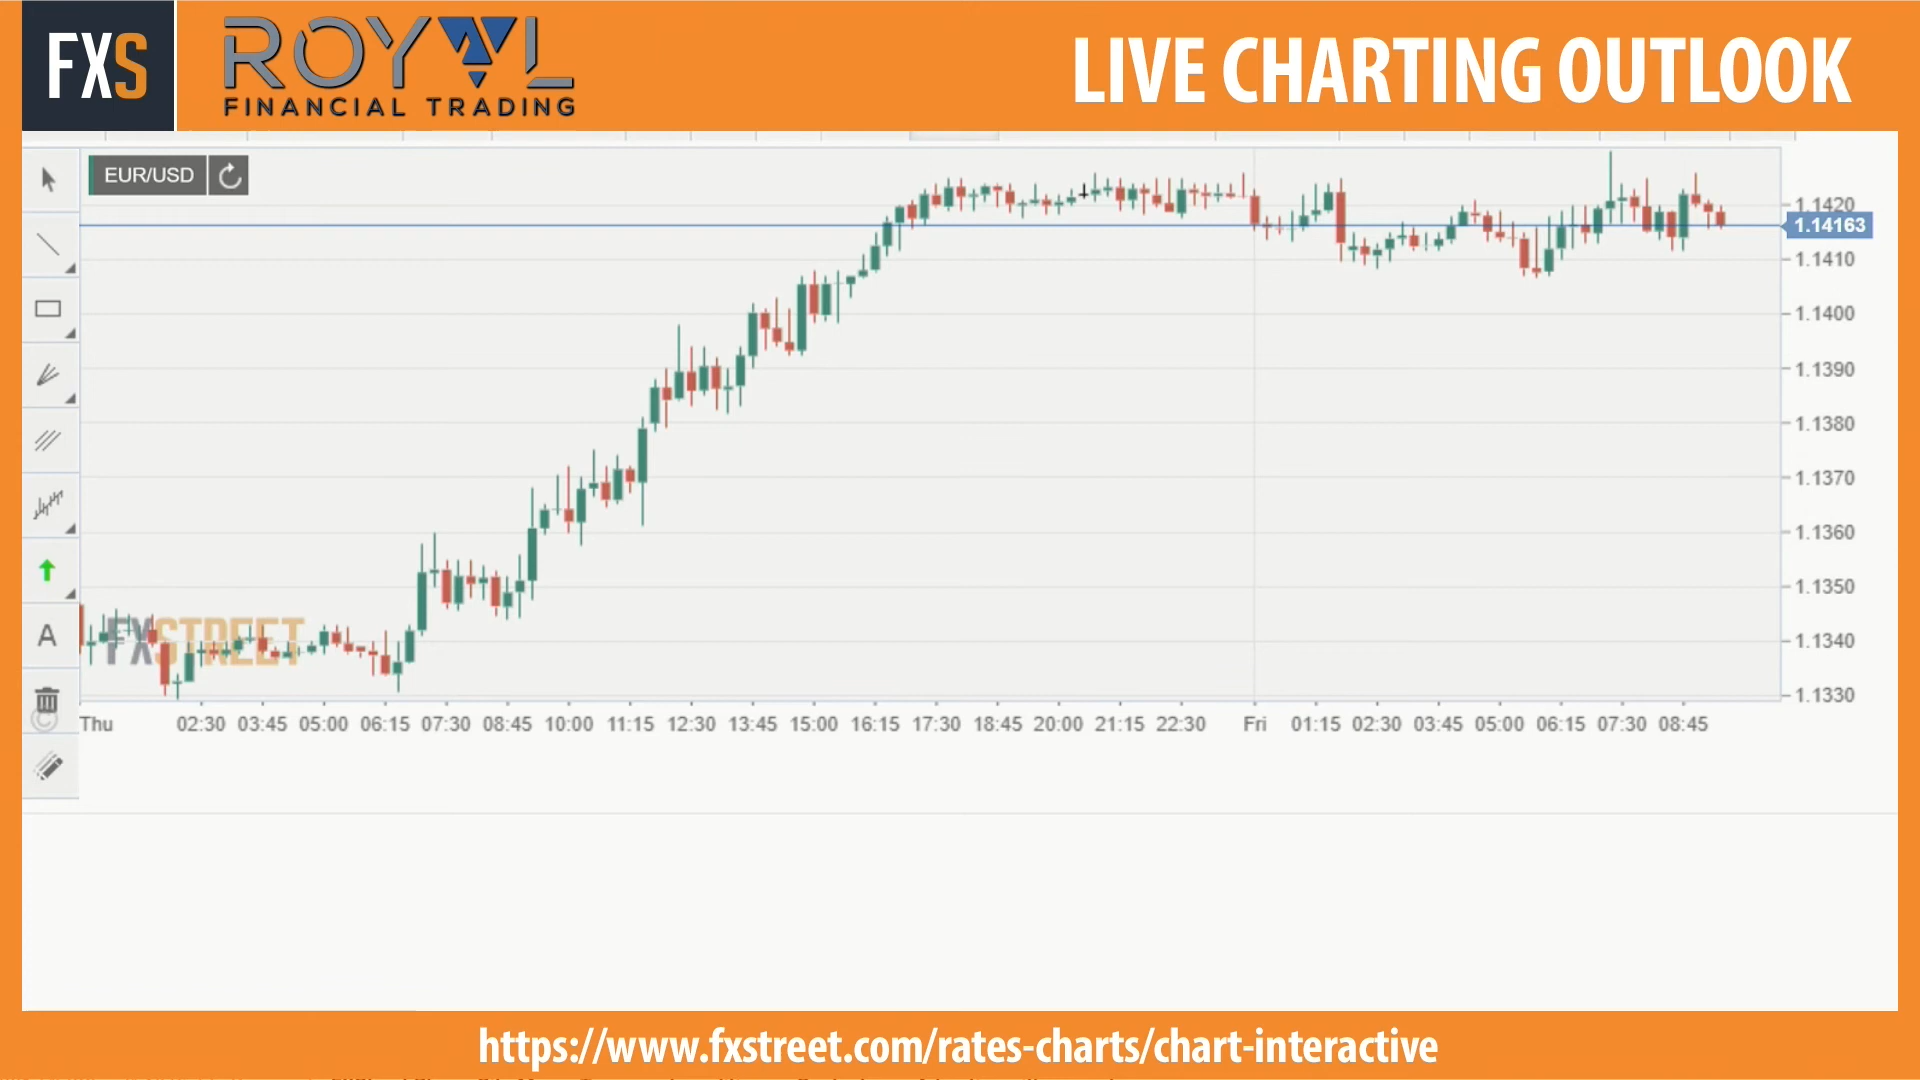 FXS
ROYAL
FINANCIAL TRADING
LIVE CHARTING OUTLOOK
EUR/USD
1.1420
1.14163
1.1410
1.1400
1.1390
1.1380
1.1370
1.1360
1.1350
1.1340
1.1330
A
FXSTREET
©
Thu 02:30 03:45 05:00 06:15 07:30 08:45 10:00 11:15 12:30 13:45 15:00 16:15 17:30 18:45 20:00 21:15 22:30 Fri 01:15 02:30 03:45 05:00 06:15 07:30 08:45
https://www.fxstreet.com/rates-charts/chart-interactive